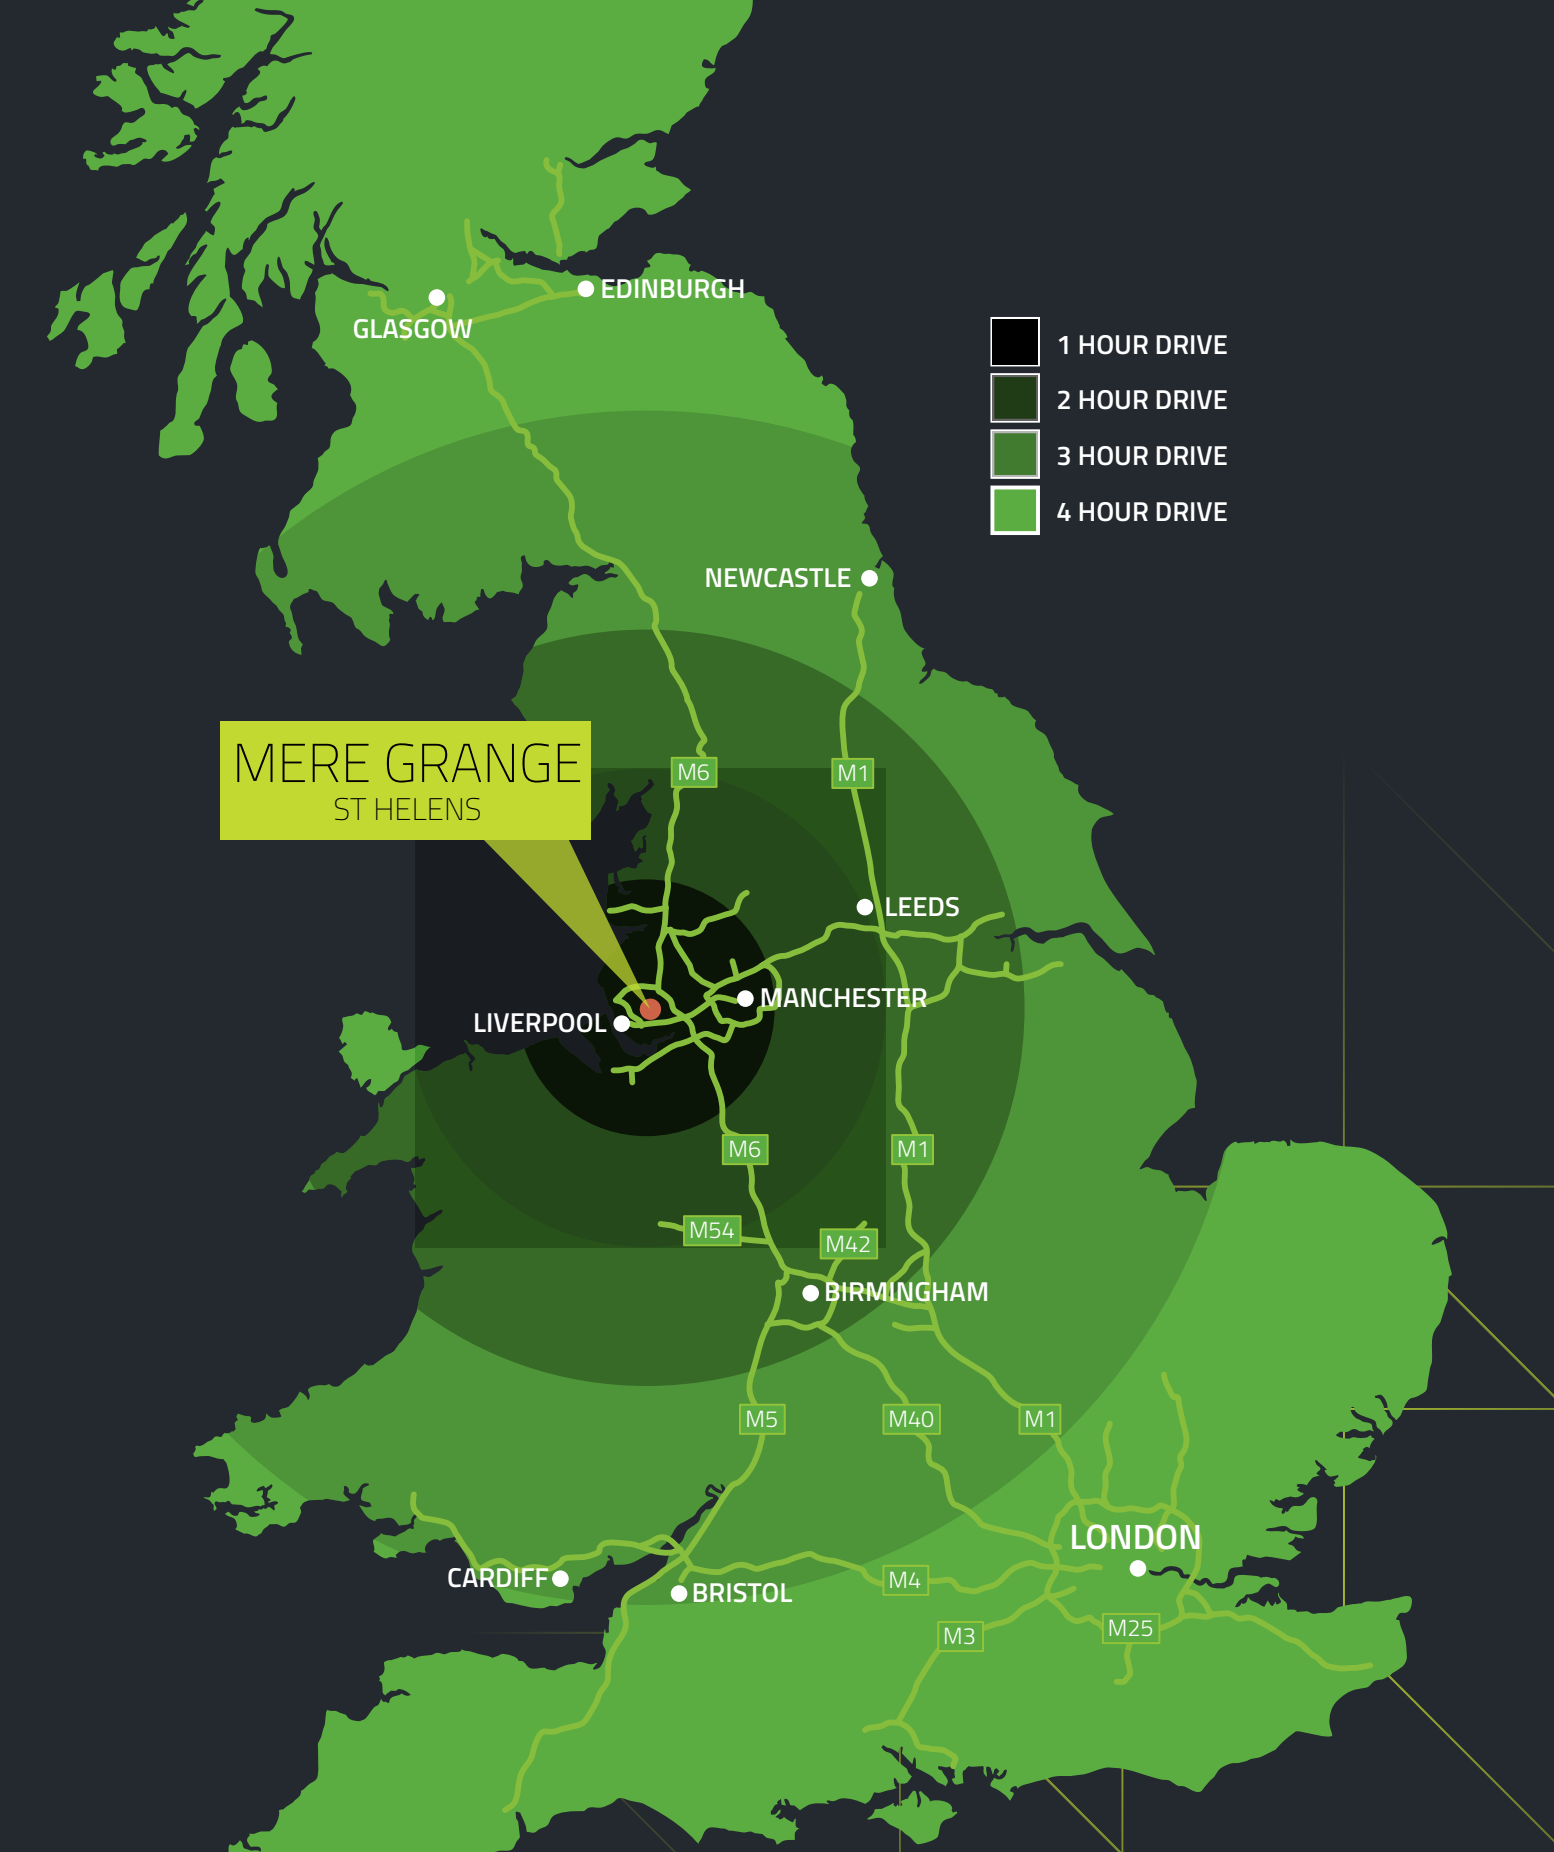 EDINBURGH
GLASGOW
1 HOUR DRIVE
2 HOUR DRIVE
3 HOUR DRIVE
4 HOUR DRIVE
NEWCASTLE
MERE GRANGE
ST HELENS
M6
M1
LEEDS
MANCHESTER
LIVERPOOL
M6
M1
M54
M42
BIRMINGHAM
M5
M40
M1
LONDON
CARDIFF
BRISTOL
M4
M3
M25